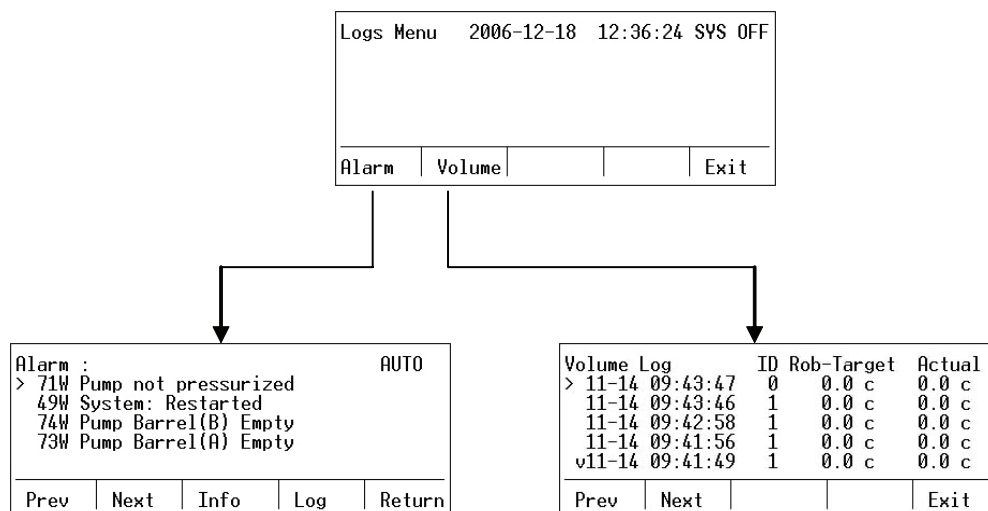 Logs Menu 2006-12-18 12:36:24 SYS OFF
Alarm Volume Exit
Alarm : AUTO
> 71W Pump not pressurized
49W System: Restarted
74W Pump Barrel(B) Empty
73W Pump Barrel(A) Empty
Prev Next Info Log Return
Volume Log ID Rob-Target Actual
> 11-14 09:43:47 0 0.0 c 0.0 c
11-14 09:43:46 1 0.0 c 0.0 c
11-14 09:42:58 1 0.0 c 0.0 c
11-14 09:41:56 1 0.0 c 0.0 c
v11-14 09:41:49 1 0.0 c 0.0 c
Prev Next Exit